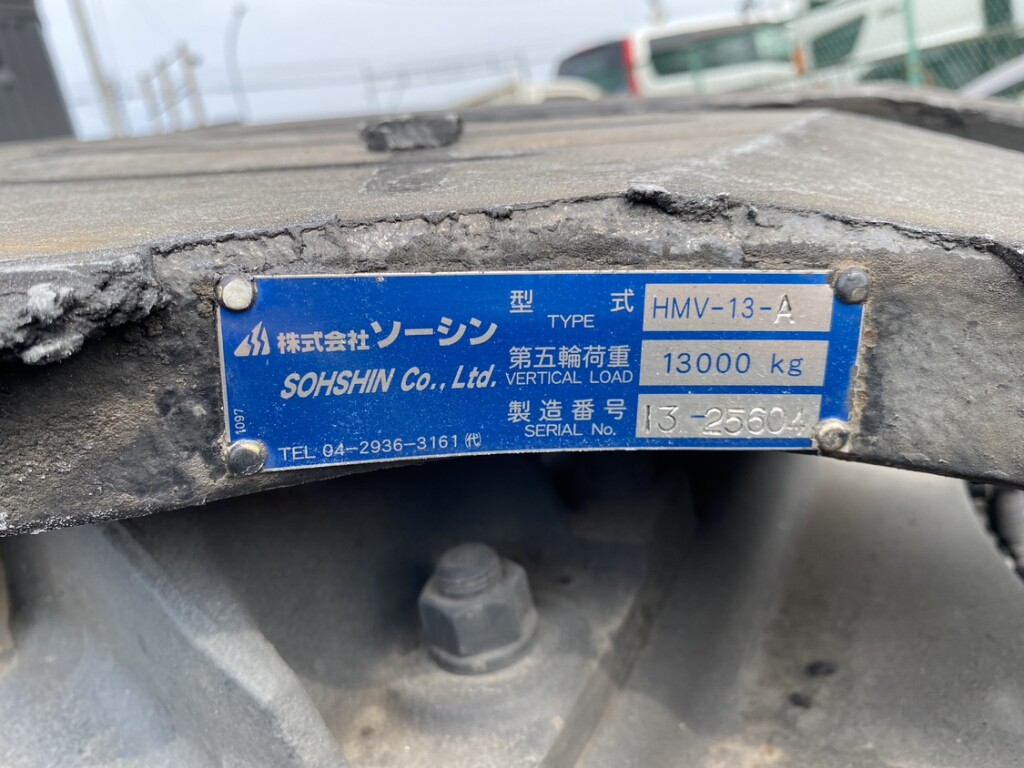 株式会社ソーシン
SOHSHIN Co., Ltd.
型 式 HMV-13-A
TYPE
第五輪荷重 13000 kg
VERTICAL LOAD
製造番号 13-25604
SERIAL No.
1097
TEL 04-2936-3161 ㈹